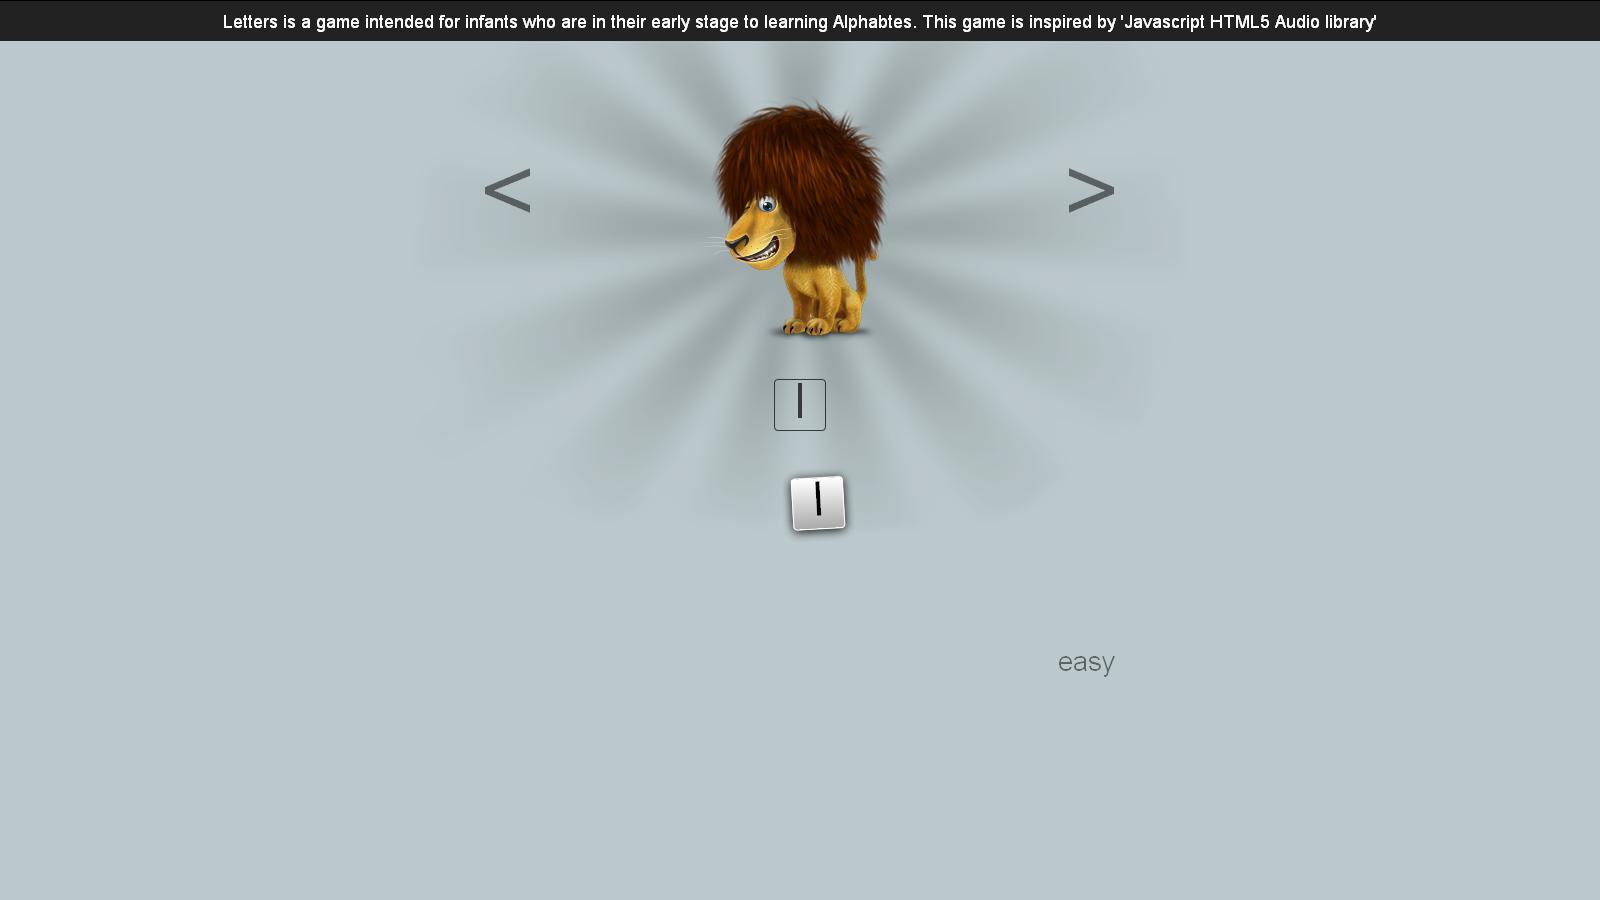 Letters is a game intended for infants who are in their early stage to learning Alphabtes. This game is inspired by 'Javascript HTML5 Audio library'
< >
l
l
easy